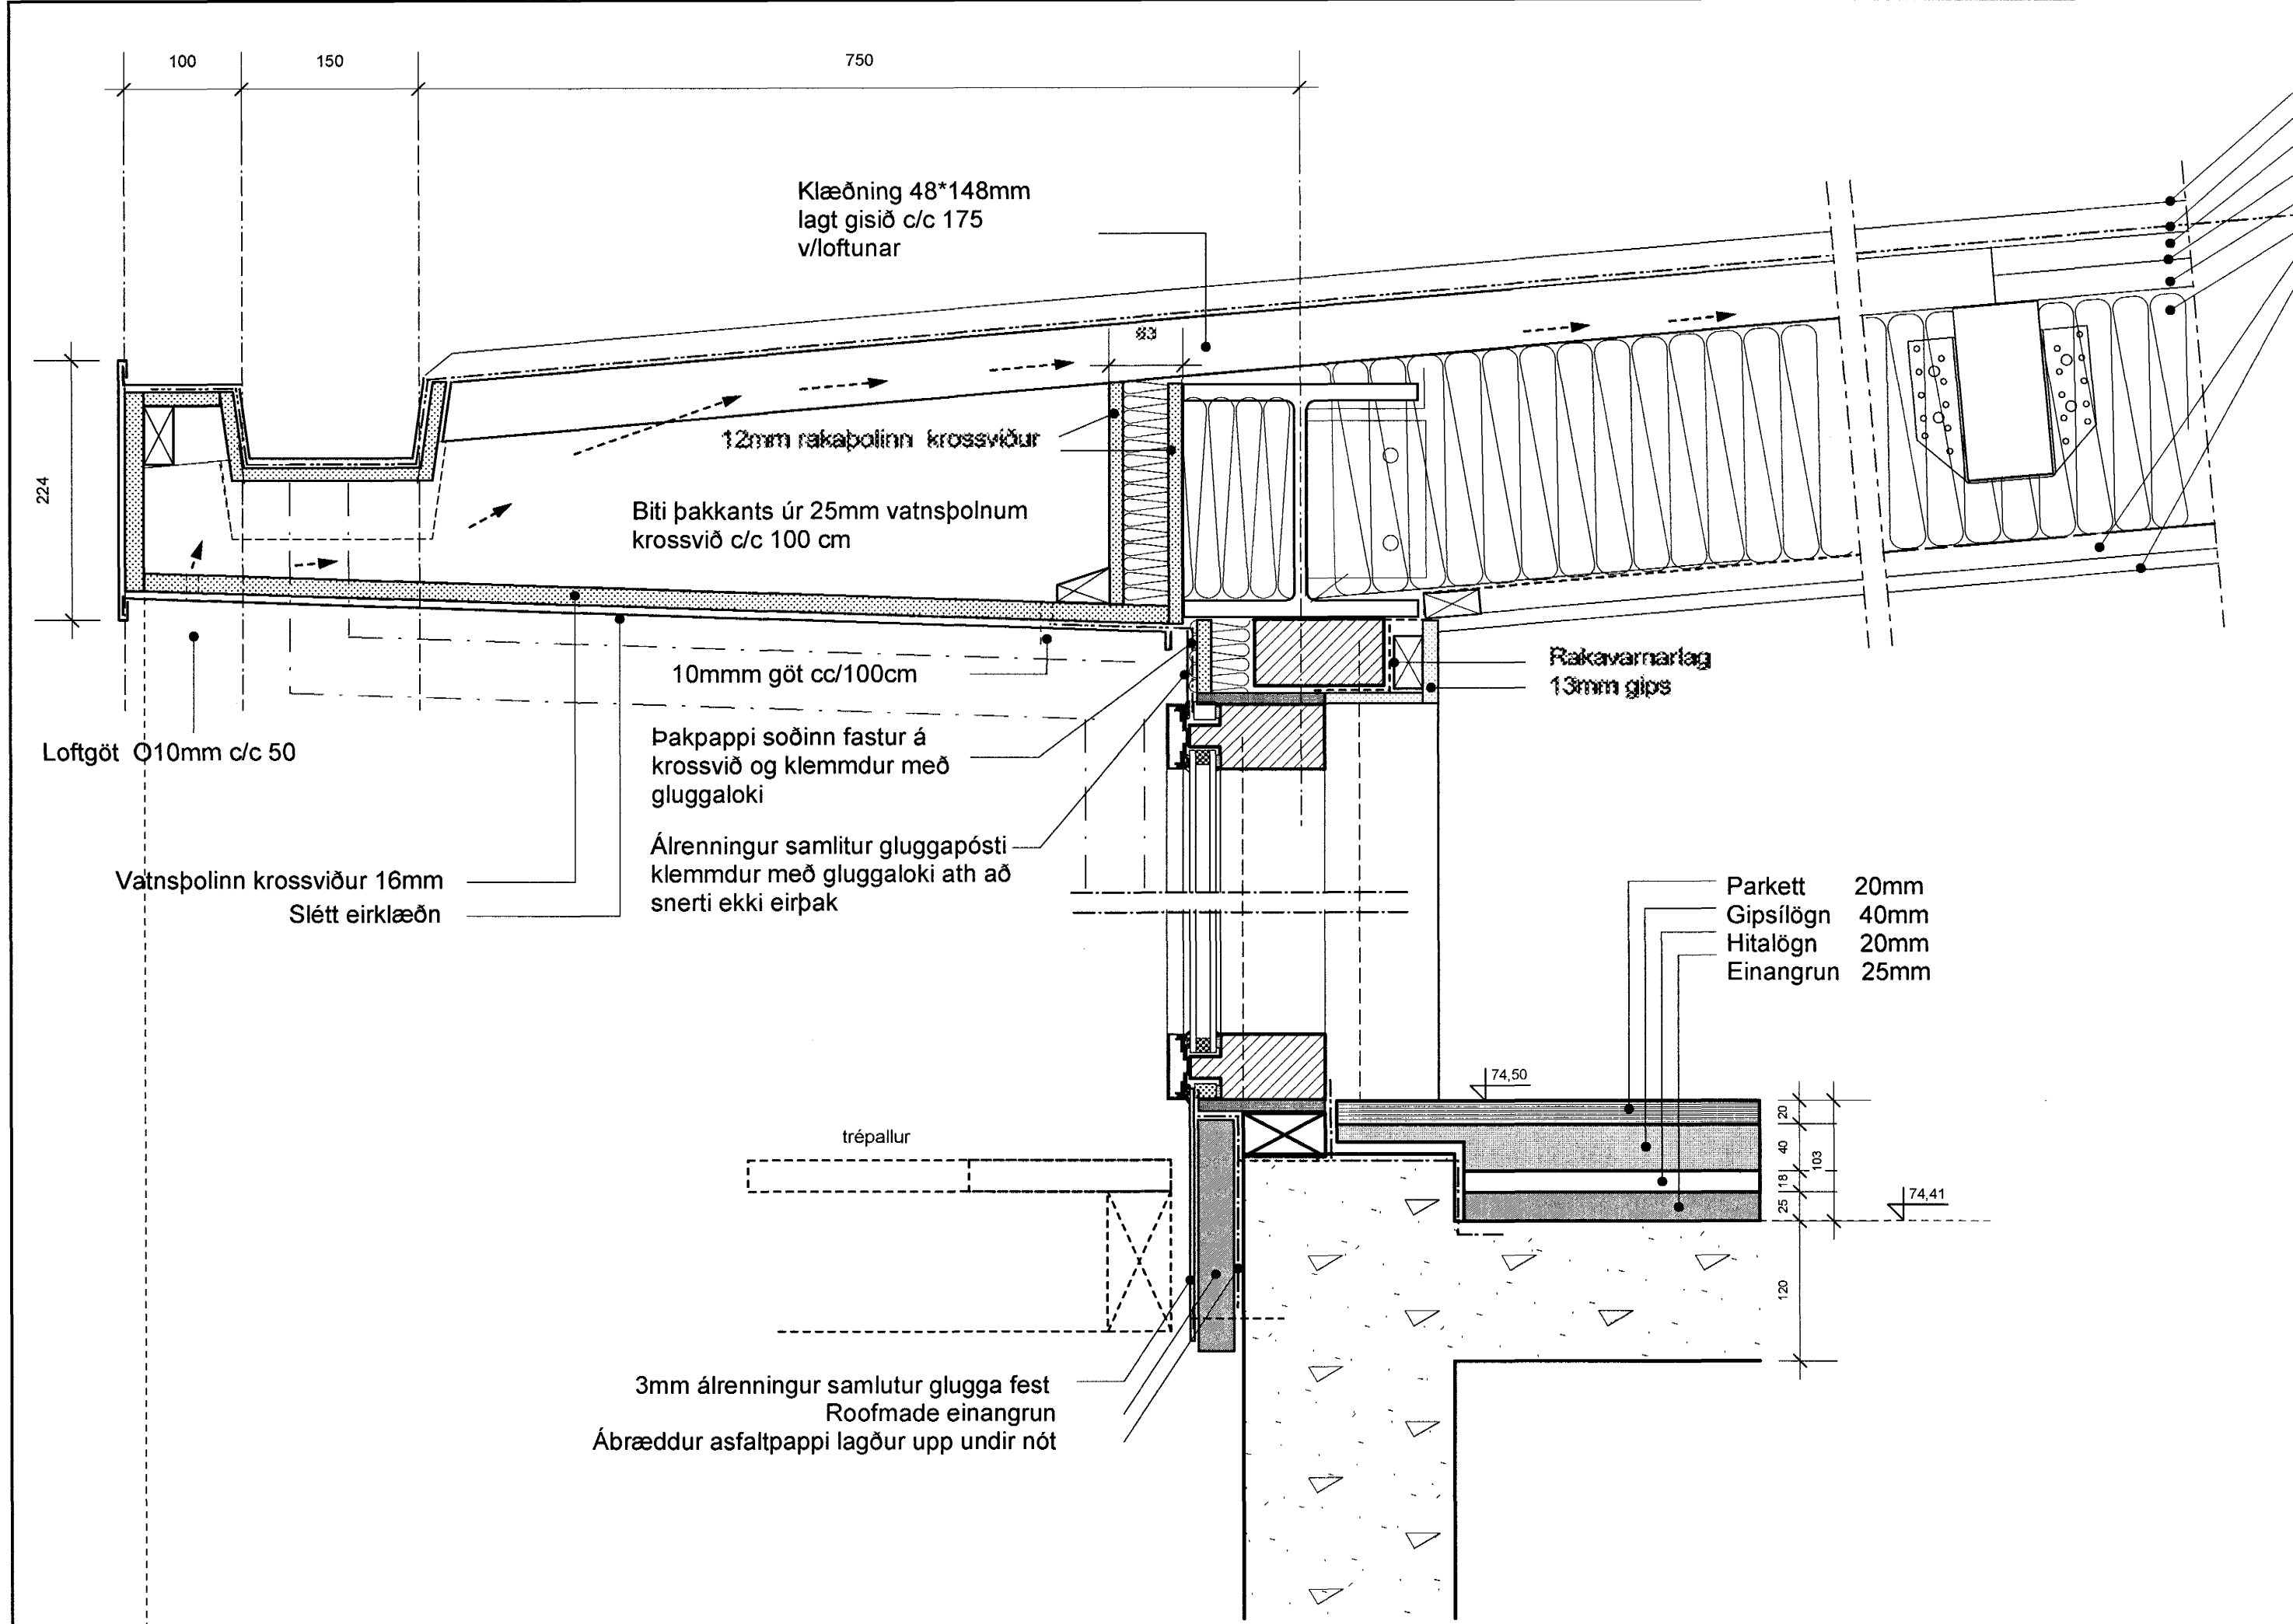 100
150
750
Klæðning 48*148mm
lagt gisið c/c 175
v/loftunar
93
12mm rakaþolinn krossviður
224
Biti þakkants úr 25mm vatnsþolnum
krossvið c/c 100 cm
10mmm göt cc/100cm
Rakavarnarlag
13mm gips
Loftgöt O10mm c/c 50
Þakpappi soðinn fastur á
krossvið og klemmdur með
gluggaloki
Álrenningur samlitur gluggapósti
klemmdur með gluggaloki ath að
snerti ekki eirþak
Vatnsþolinn krossviður 16mm
Slétt eirklæðn
Parkett 20mm
Gipsílögn 40mm
Hitalögn 20mm
Einangrun 25mm
74,50
20
40
18
25
103
120
74,41
trépallur
3mm álrenningur samlutur glugga fest
Roofmade einangrun
Ábræddur asfaltpappi lagður upp undir nót